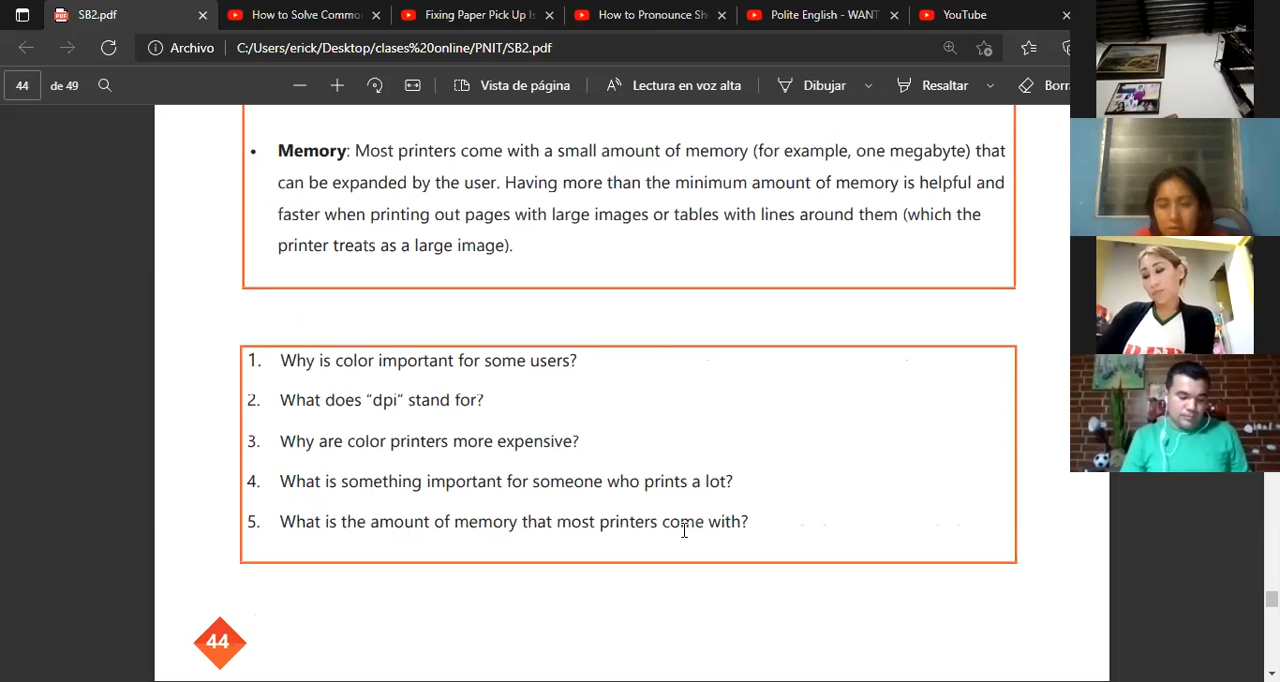 SB2.pdf
How to Solve Commo
Fixing Paper Pick Up Is
How to Pronounce Sh
Polite English - WANT
YouTube
Archivo
C:/Users/erick/Desktop/clases%20online/PNIT/SB2.pdf
44 de 49
Vista de página
Lectura en voz alta
Dibujar
Resaltar
Borra
• Memory: Most printers come with a small amount of memory (for example, one megabyte) that
can be expanded by the user. Having more than the minimum amount of memory is helpful and
faster when printing out pages with large images or tables with lines around them (which the
printer treats as a large image).
1. Why is color important for some users?
2. What does “dpi” stand for?
3. Why are color printers more expensive?
4. What is something important for someone who prints a lot?
5. What is the amount of memory that most printers come with?
44